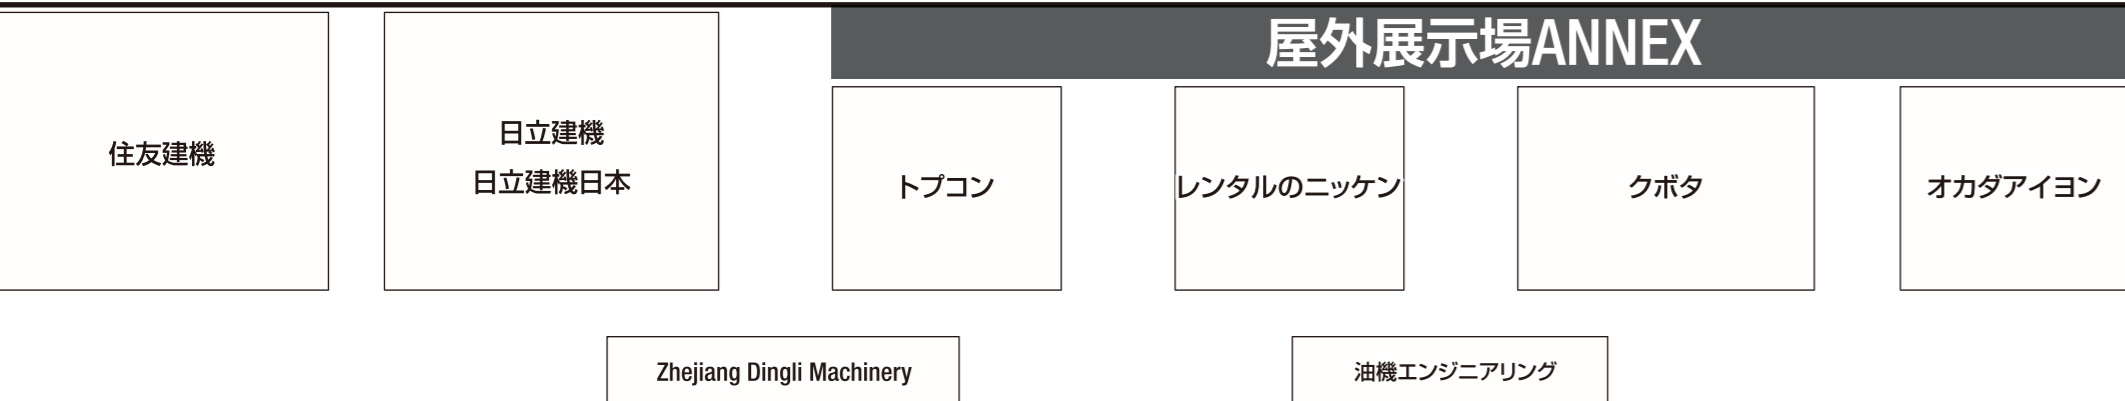 屋外展示場ANNEX
住友建機
日立建機
日立建機日本
トプコン
レンタルのニッケン
クボタ
オカダアイヨン
Zhejiang Dingli Machinery
油機エンジニアリング